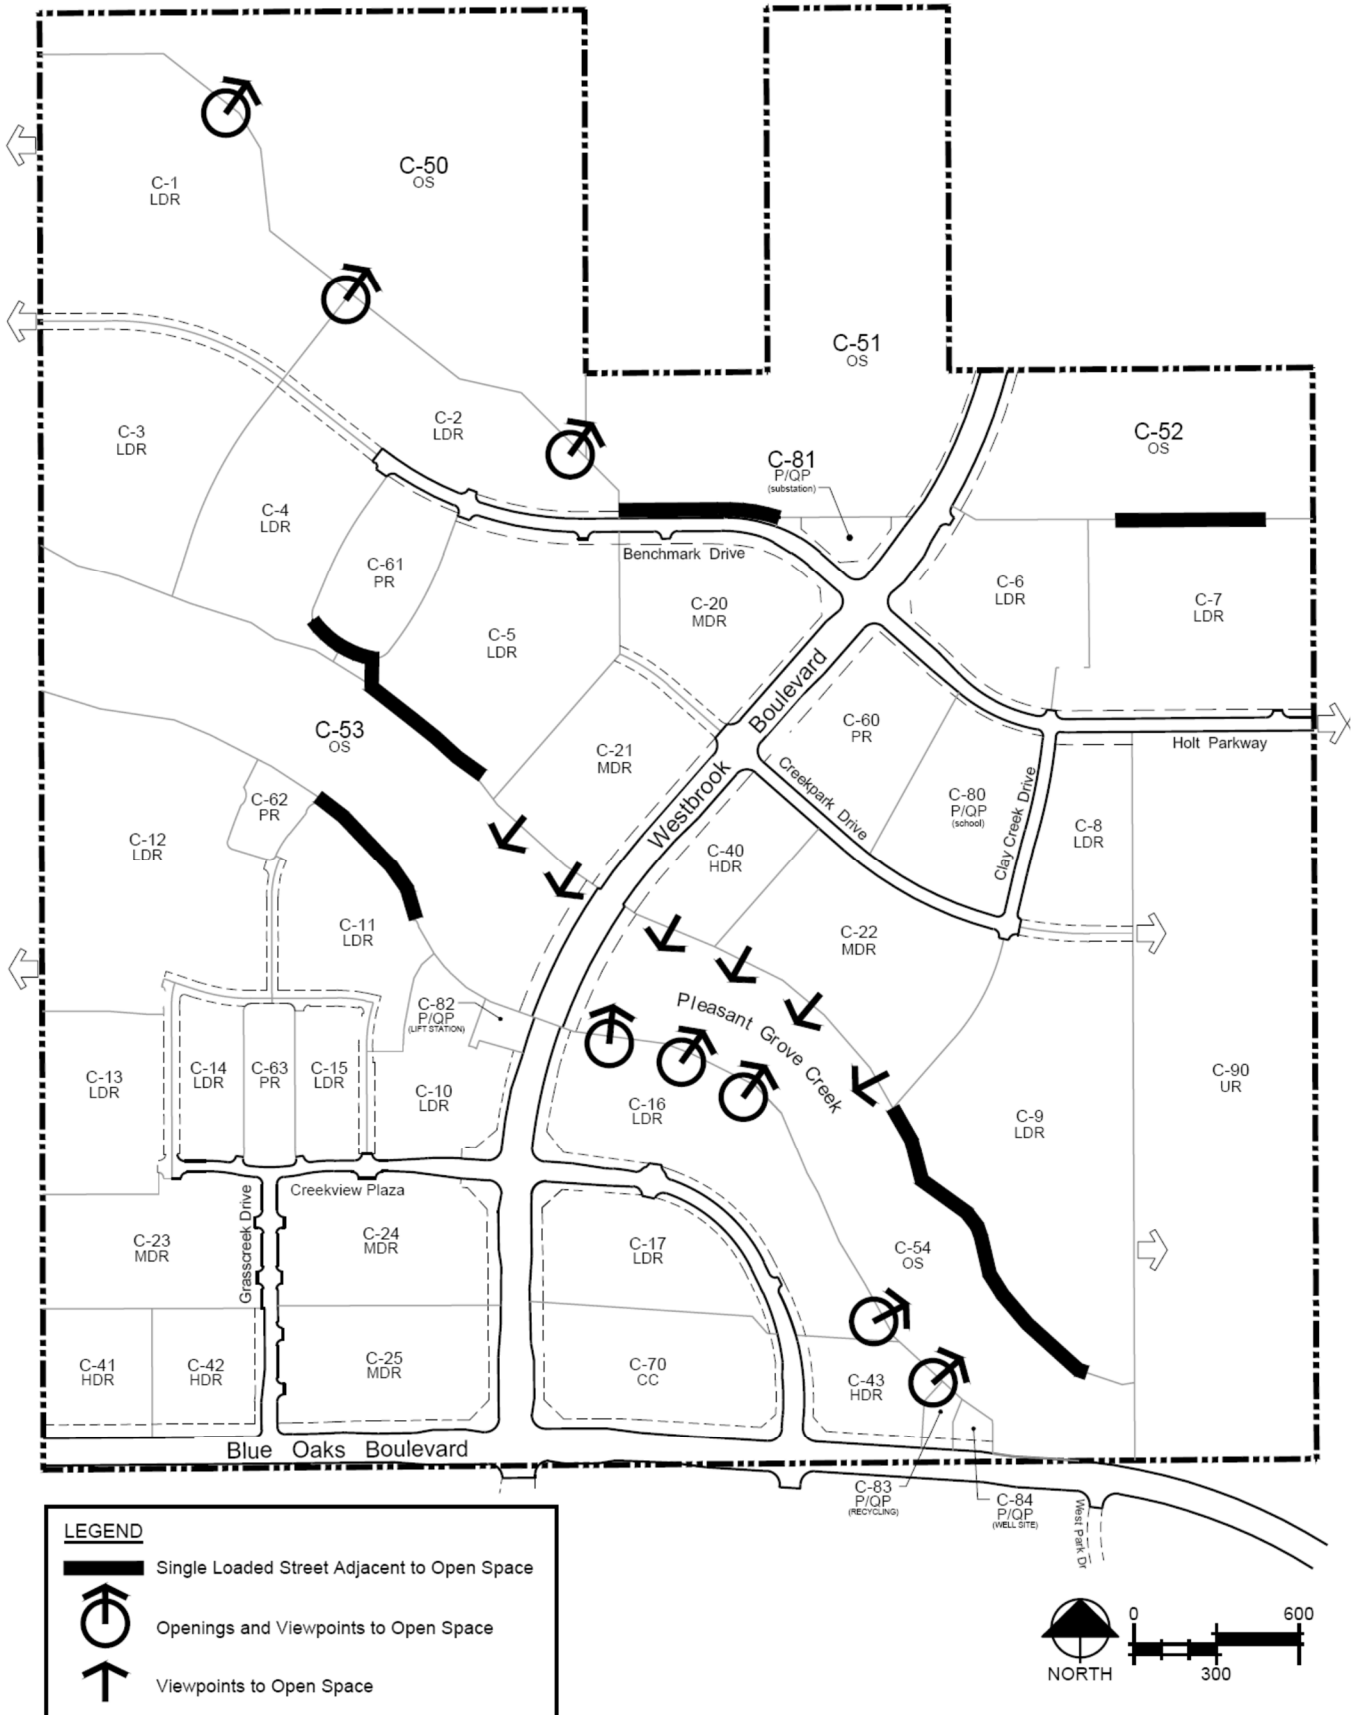 C-50
OS
C-1
LDR
C-51
OS
C-2
LDR
C-3
LDR
C-52
OS
C-81
P/QP
(substation)
C-4
LDR
Benchmark Drive
C-61
PR
C-6
LDR
C-20
MDR
C-7
LDR
C-5
LDR
Westbrook Boulevard
C-60
PR
C-53
OS
C-21
MDR
Holt Parkway
Creekpark Drive
C-80
P/QP
(school)
Clay Creek Drive
C-62
PR
C-8
LDR
C-12
LDR
C-40
HDR
C-11
LDR
C-22
MDR
C-82
P/QP
(LIFT STATION)
Pleasant Grove Creek
C-13
LDR
C-14
LDR
C-63
PR
C-15
LDR
C-10
LDR
C-16
LDR
C-9
LDR
C-90
UR
Creekview Plaza
Grasscreek Drive
C-23
MDR
C-24
MDR
C-17
LDR
C-54
OS
C-41
HDR
C-42
HDR
C-25
MDR
C-70
CC
C-43
HDR
Blue Oaks Boulevard
C-83
P/QP
(RECYCLING)
C-84
P/QP
(WELL SITE)
West Park Dr
LEGEND
Single Loaded Street Adjacent to Open Space
Openings and Viewpoints to Open Space
Viewpoints to Open Space
NORTH
0
600
300